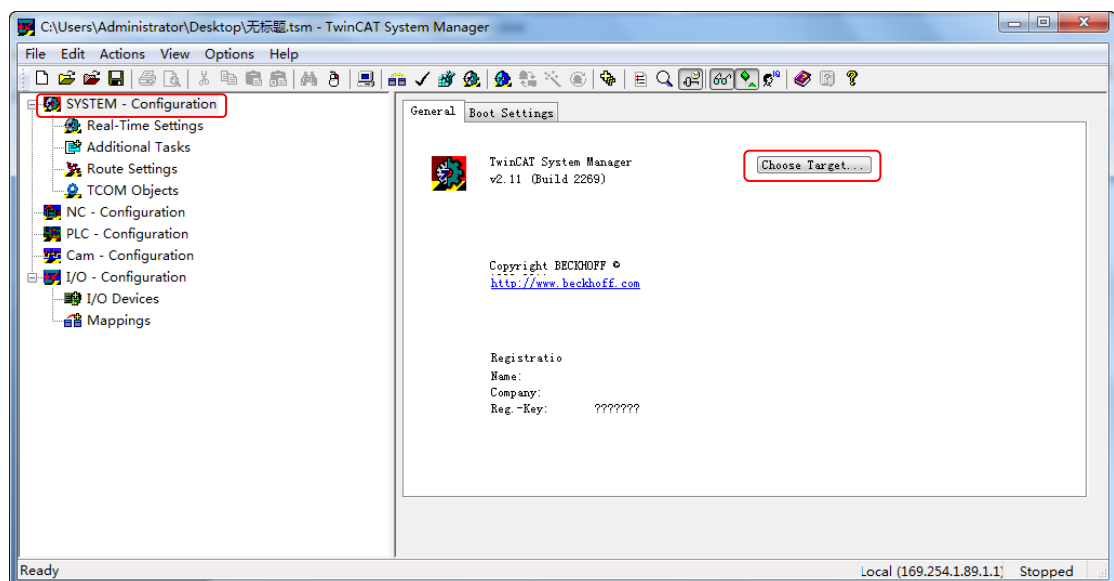 C:\Users\Administrator\Desktop\无标题.tsm - TwinCAT System Manager
File Edit Actions View Options Help
SYSTEM - Configuration
Real-Time Settings
Additional Tasks
Route Settings
TCOM Objects
NC - Configuration
PLC - Configuration
Cam - Configuration
I/O - Configuration
I/O Devices
Mappings
General Boot Settings
TwinCAT System Manager
v2.11 (Build 2269)
Choose Target...
Copyright BECKHOFF ©
http://www.beckhoff.com
Registratio
Name:
Company:
Reg.-Key: ???????
Ready
Local (169.254.1.89.1.1) Stopped